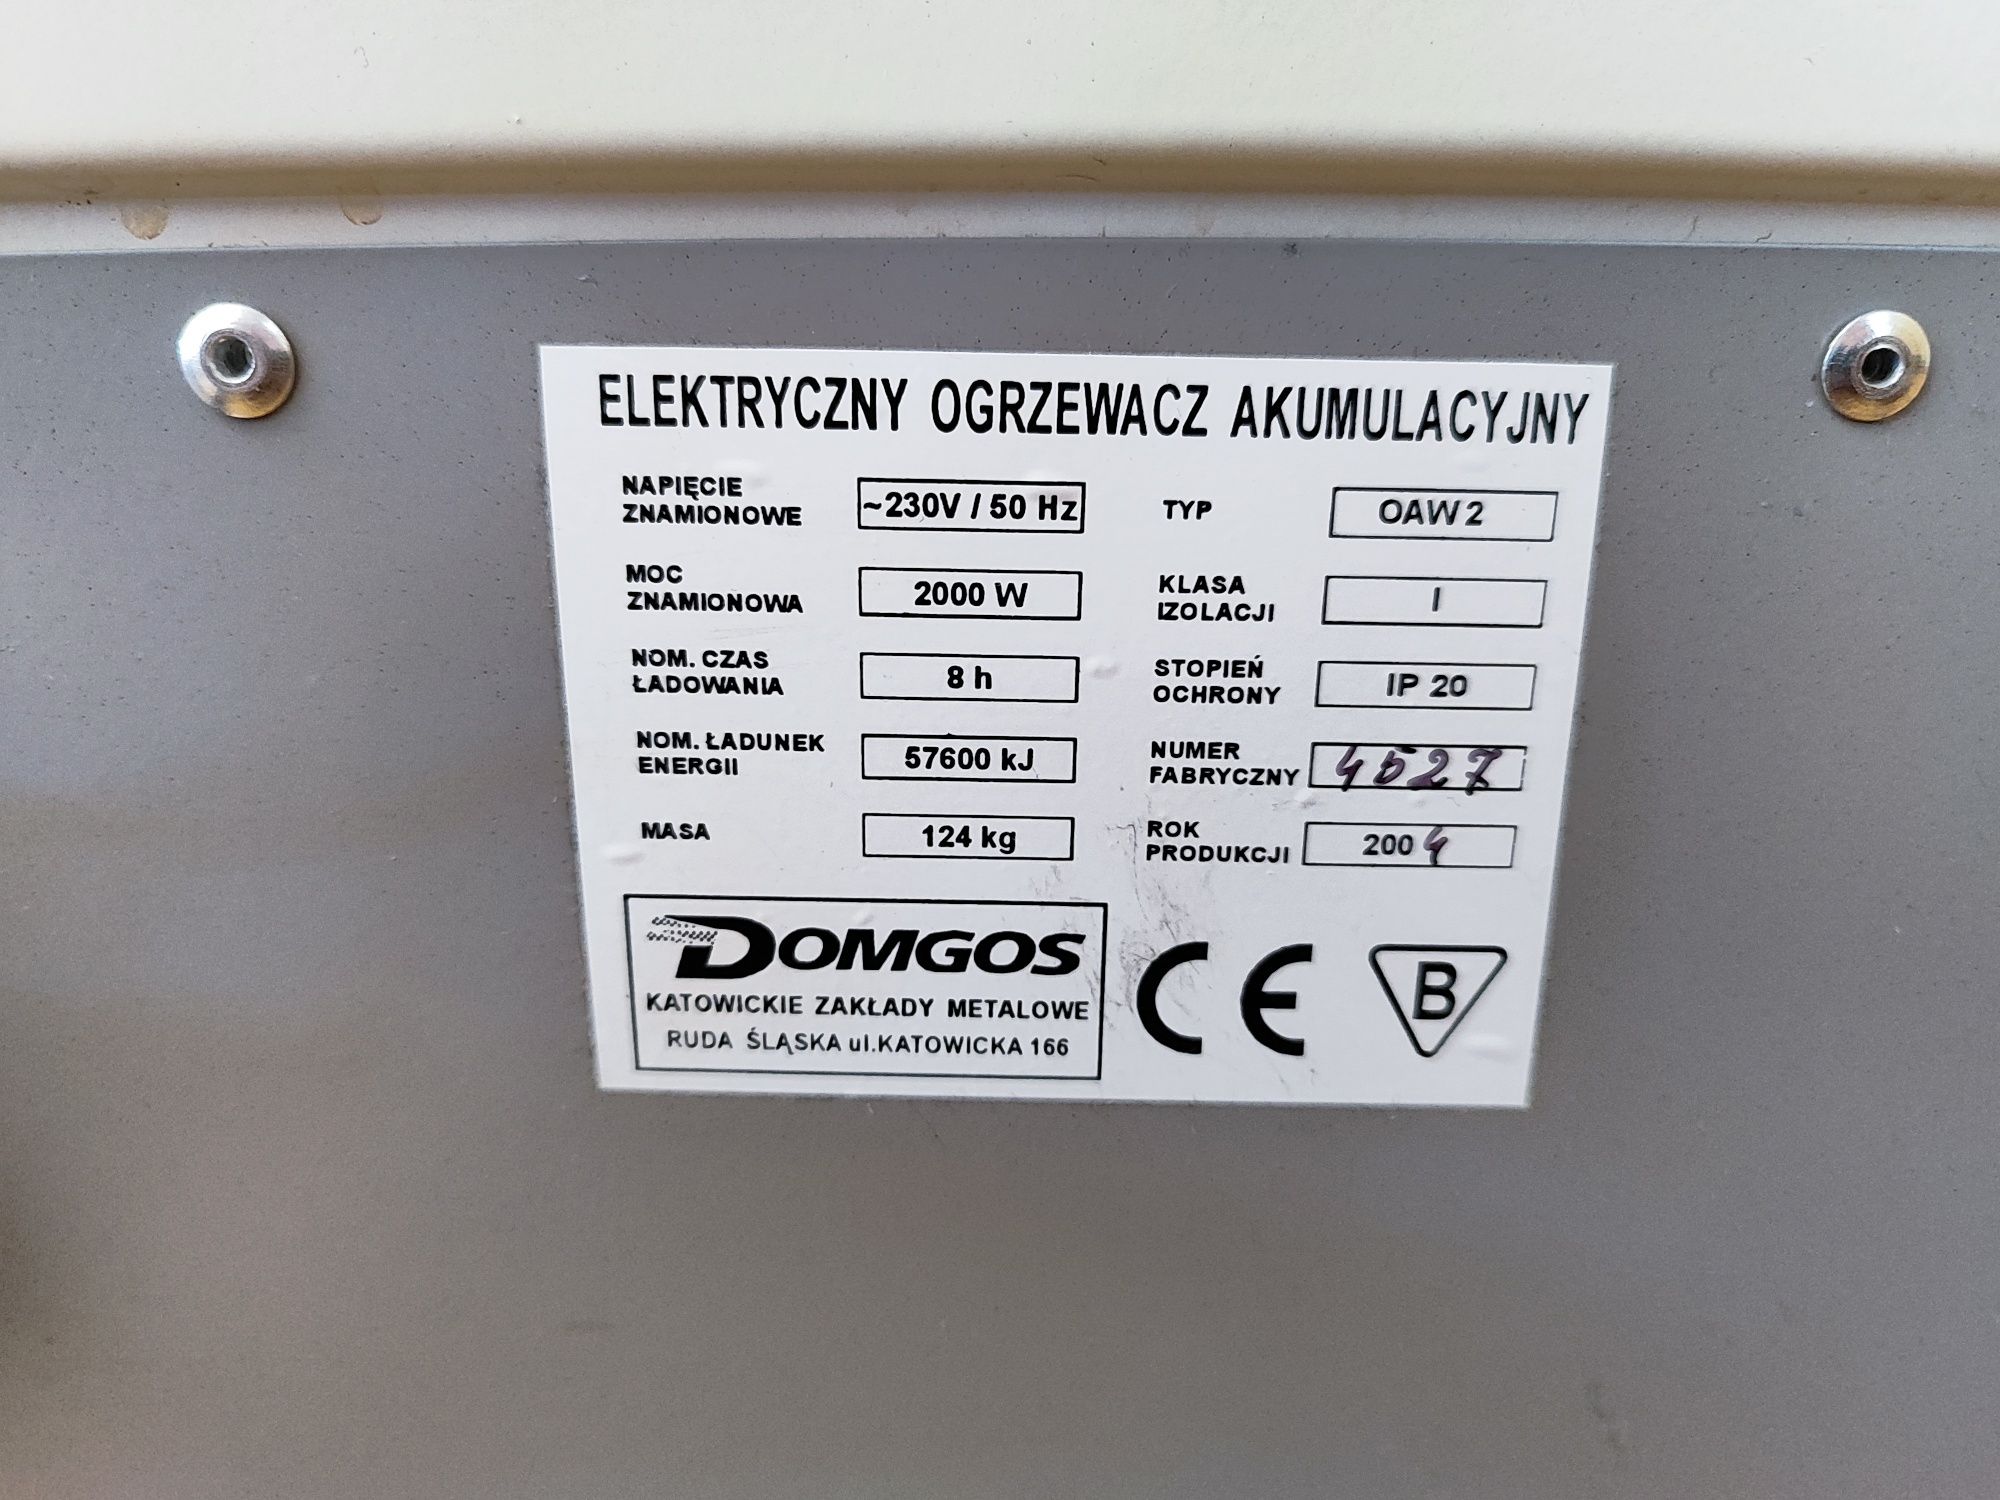 ELEKTRYCZNY OGRZEWACZ AKUMULACYJNY
NAPIĘCIE
ZNAMIONOWE
~230V / 50 Hz
MOC
ZNAMIONOWA
2000 W
NOM. CZAS
ŁADOWANIA
8 h
NOM. ŁADUNEK
ENERGII
57600 kJ
MASA
124 kg
TYP
OAW 2
KLASA
IZOLACJI
I
STOPIEŃ
OCHRONY
IP 20
NUMER
FABRYCZNY
4527
ROK
PRODUKCJI
2004
DOMGOS
KATOWICKIE ZAKŁADY METALOWE
RUDA ŚLĄSKA ul.KATOWICKA 166
CE
B